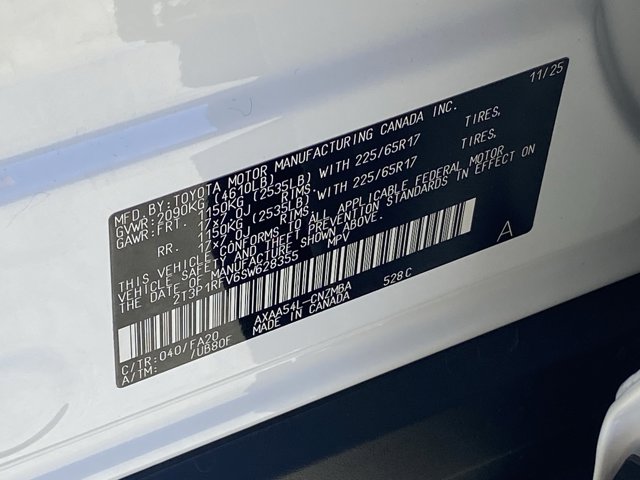 11/25
MFD. BY: TOYOTA MOTOR MANUFACTURING CANADA INC.
GVWR: 2090KG (4610LB)
GAWR: FRT. 1150KG (2535LB) WITH 225/65R17 TIRES,
17X7.0J RIMS,
RR. 1150KG (2535LB) WITH 225/65R17 TIRES,
17X7.0J RIMS,
THIS VEHICLE CONFORMS TO ALL APPLICABLE FEDERAL MOTOR
VEHICLE SAFETY AND THEFT PREVENTION STANDARDS IN EFFECT ON
THE DATE OF MANUFACTURE SHOWN ABOVE.
2T3P1RFV6SW628355 MPV
A
C/TR: 040/FA20 AXAA54L-CNZMBA 528C
A/TM: /UB80F MADE IN CANADA